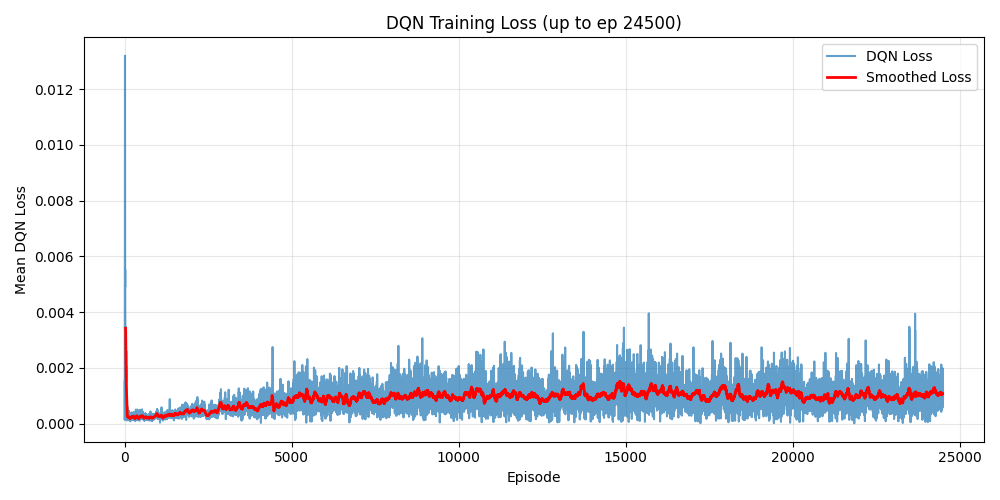 DQN Training Loss (up to ep 24500)
DQN Loss
Smoothed Loss
Mean DQN Loss
0.012
0.010
0.008
0.006
0.004
0.002
0.000
0
5000
10000
15000
20000
25000
Episode